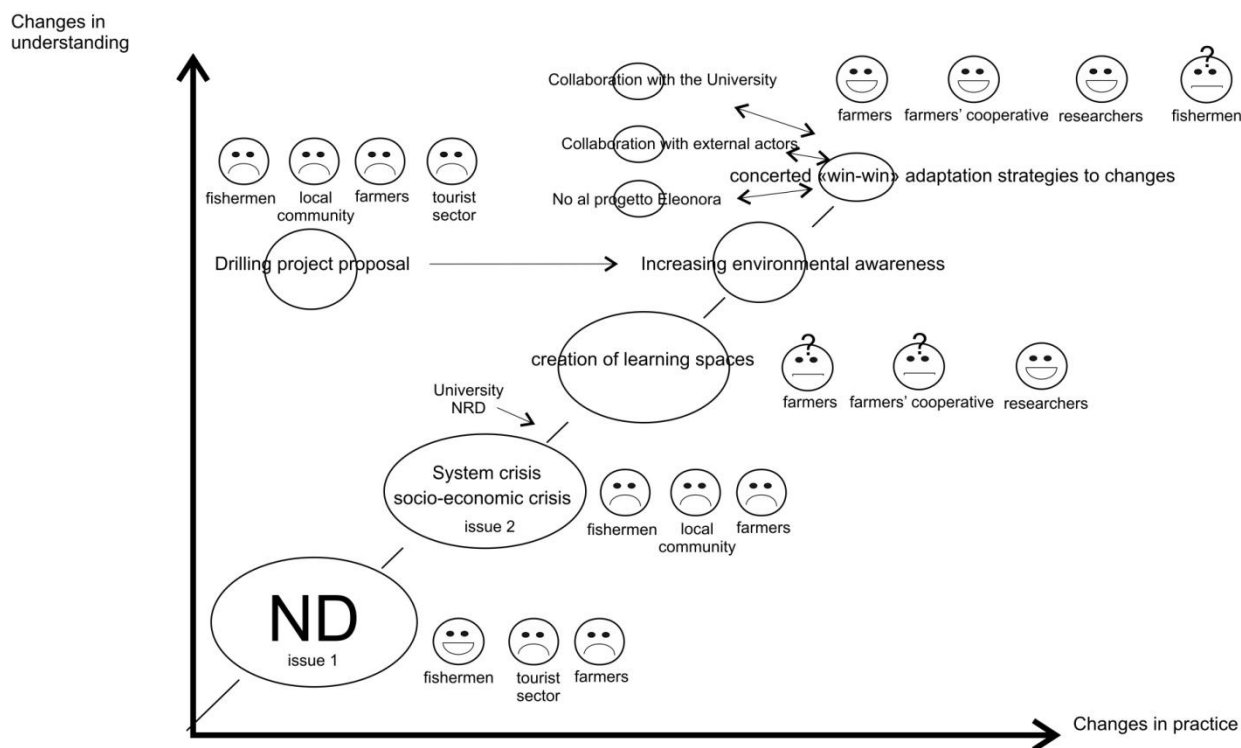 Changes in
understanding
Collaboration with the University
?
farmers
farmers' cooperative
researchers
fishermen
Collaboration with external actors
concerted «win-win» adaptation strategies to changes
No al progetto Eleonora
fishermen
local
community
farmers
tourist
sector
Drilling project proposal
Increasing environmental awareness
creation of learning spaces
?
?
farmers
farmers' cooperative
researchers
University
NRD
System crisis
socio-economic crisis
issue 2
fishermen
local
community
farmers
ND
issue 1
fishermen
tourist
sector
farmers
Changes in practice